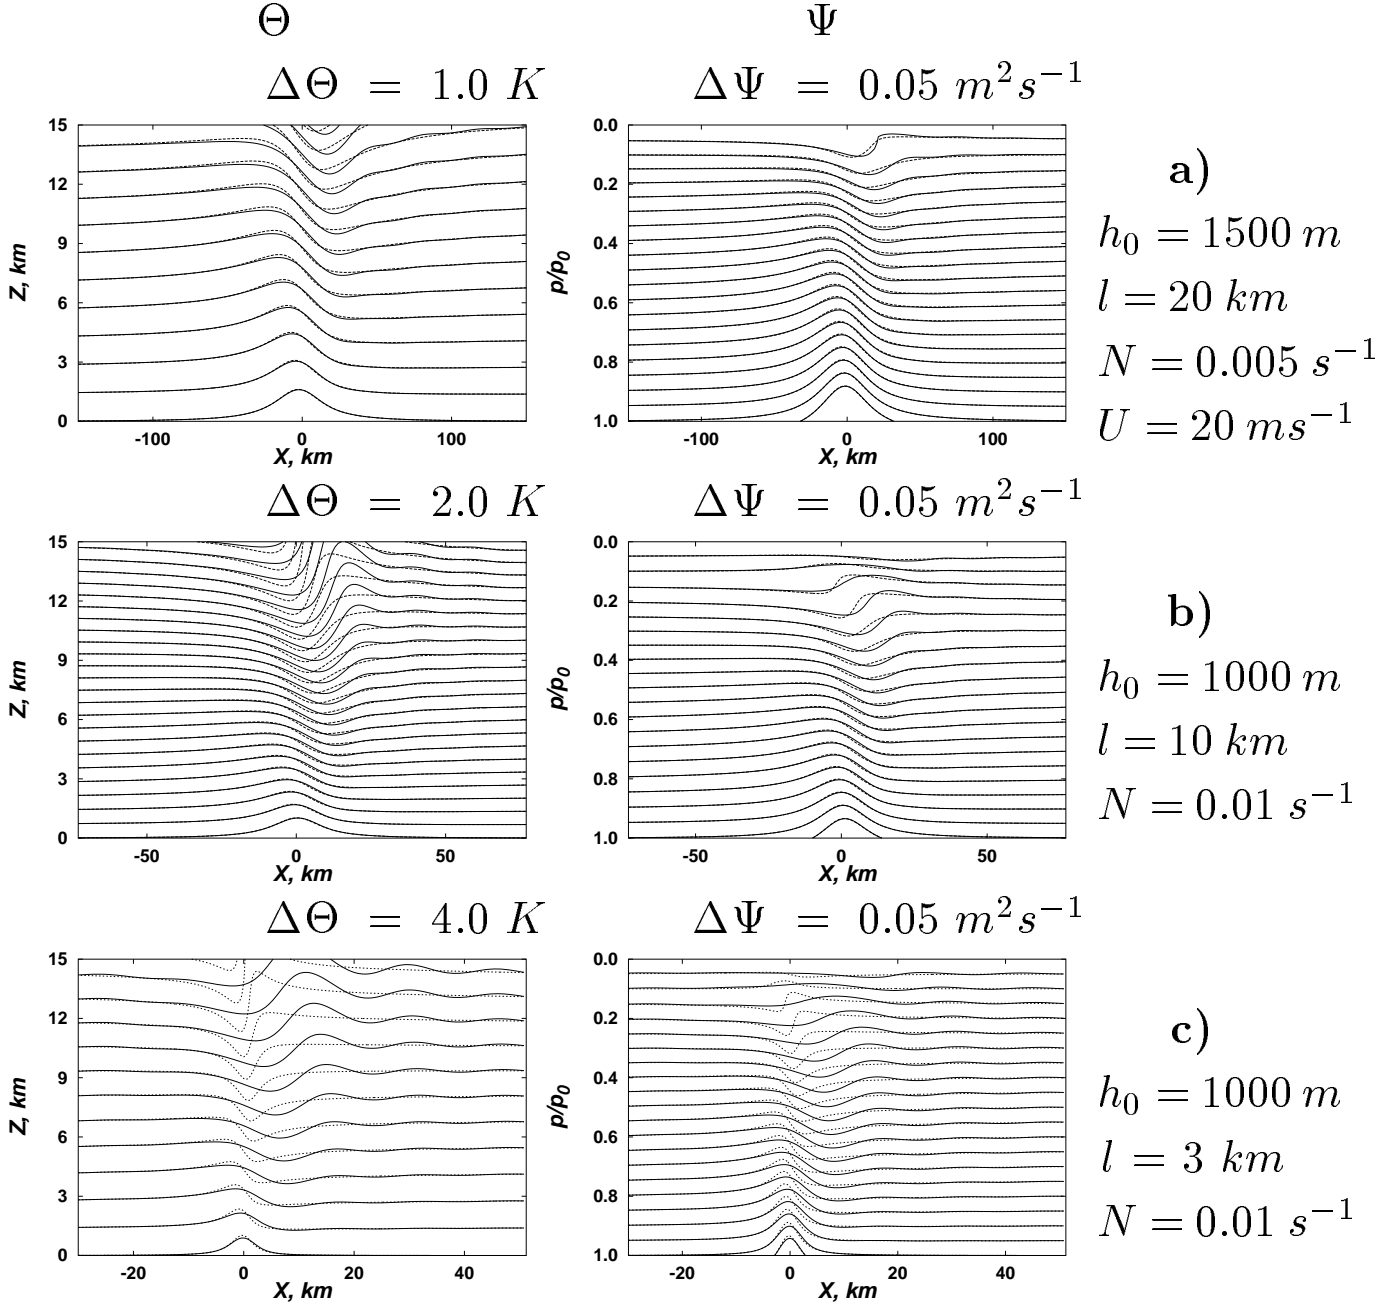 Θ Ψ
ΔΘ = 1.0 K ΔΨ = 0.05 m²s⁻¹
15
12
9
6
3
0
Z, km
-100 0 100
X, km
0.0
0.2
0.4
0.6
0.8
1.0
p/p₀
-100 0 100
X, km
a)
h₀ = 1500 m
l = 20 km
N = 0.005 s⁻¹
U = 20 ms⁻¹
ΔΘ = 2.0 K ΔΨ = 0.05 m²s⁻¹
15
12
9
6
3
0
Z, km
-50 0 50
X, km
0.0
0.2
0.4
0.6
0.8
1.0
p/p₀
-50 0 50
X, km
b)
h₀ = 1000 m
l = 10 km
N = 0.01 s⁻¹
ΔΘ = 4.0 K ΔΨ = 0.05 m²s⁻¹
15
12
9
6
3
0
Z, km
-20 0 20 40
X, km
0.0
0.2
0.4
0.6
0.8
1.0
p/p₀
-20 0 20 40
X, km
c)
h₀ = 1000 m
l = 3 km
N = 0.01 s⁻¹